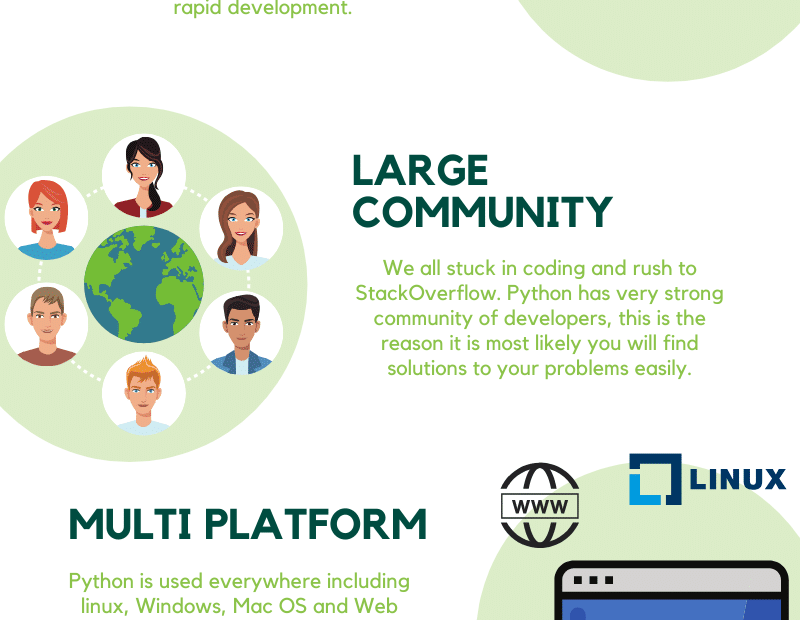 rapid development.
LARGE
COMMUNITY
We all stuck in coding and rush to
StackOverflow. Python has very strong
community of developers, this is the
reason it is most likely you will find
solutions to your problems easily.
WWW
LINUX
MULTI PLATFORM
Python is used everywhere including
linux, Windows, Mac OS and Web